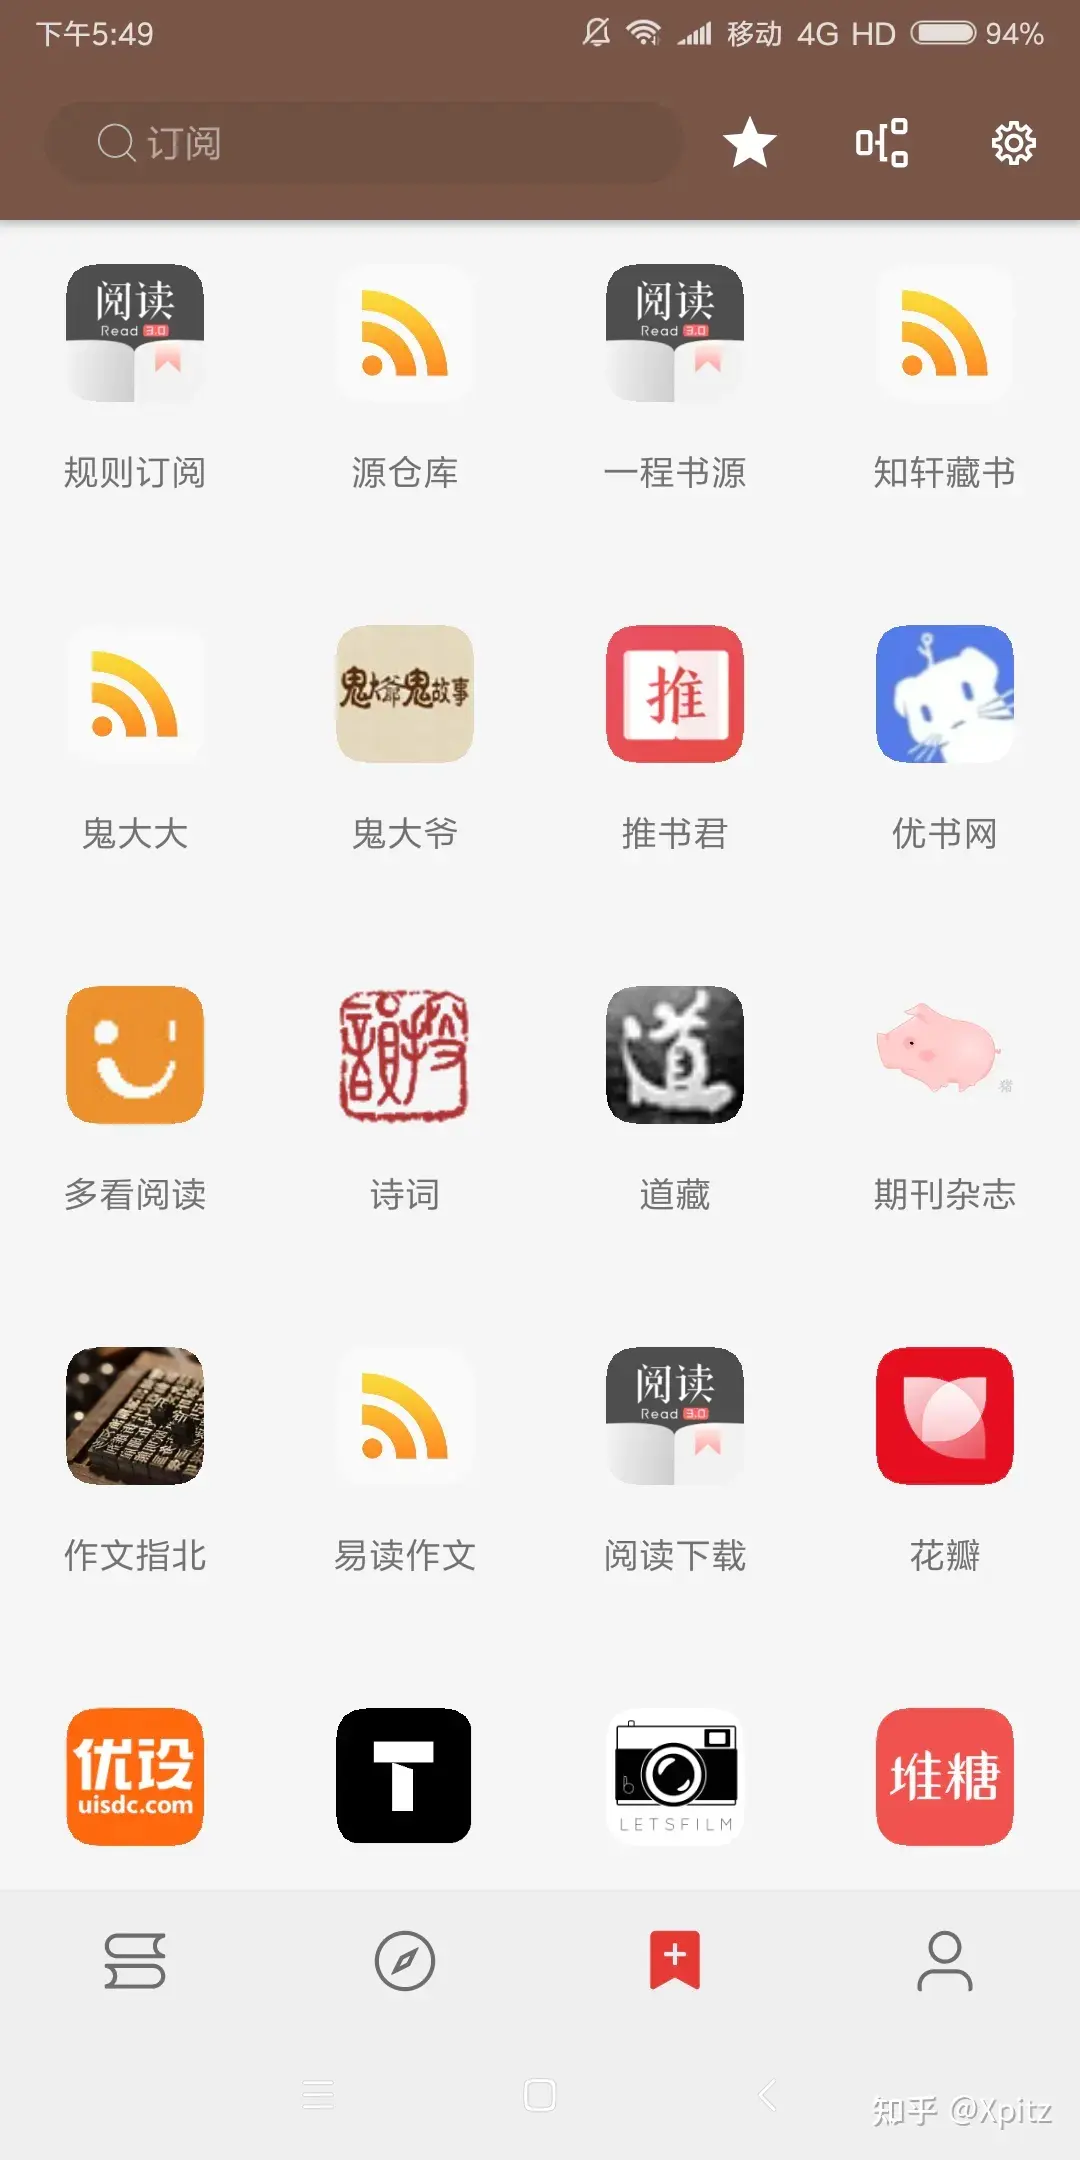 下午5:49
移动 4G HD 94%
订阅
阅读
Read 3.0
阅读
Read 3.0
规则订阅
源仓库
一程书源
知轩藏书
鬼大爺鬼故事
推
鬼大大
鬼大爷
推书君
优书网
道
猪
多看阅读
诗词
道藏
期刊杂志
阅读
Read 3.0
作文指北
易读作文
阅读下载
花瓣
优设
uisdc.com
T
LETSFILM
堆糖
知乎 @Xpitz